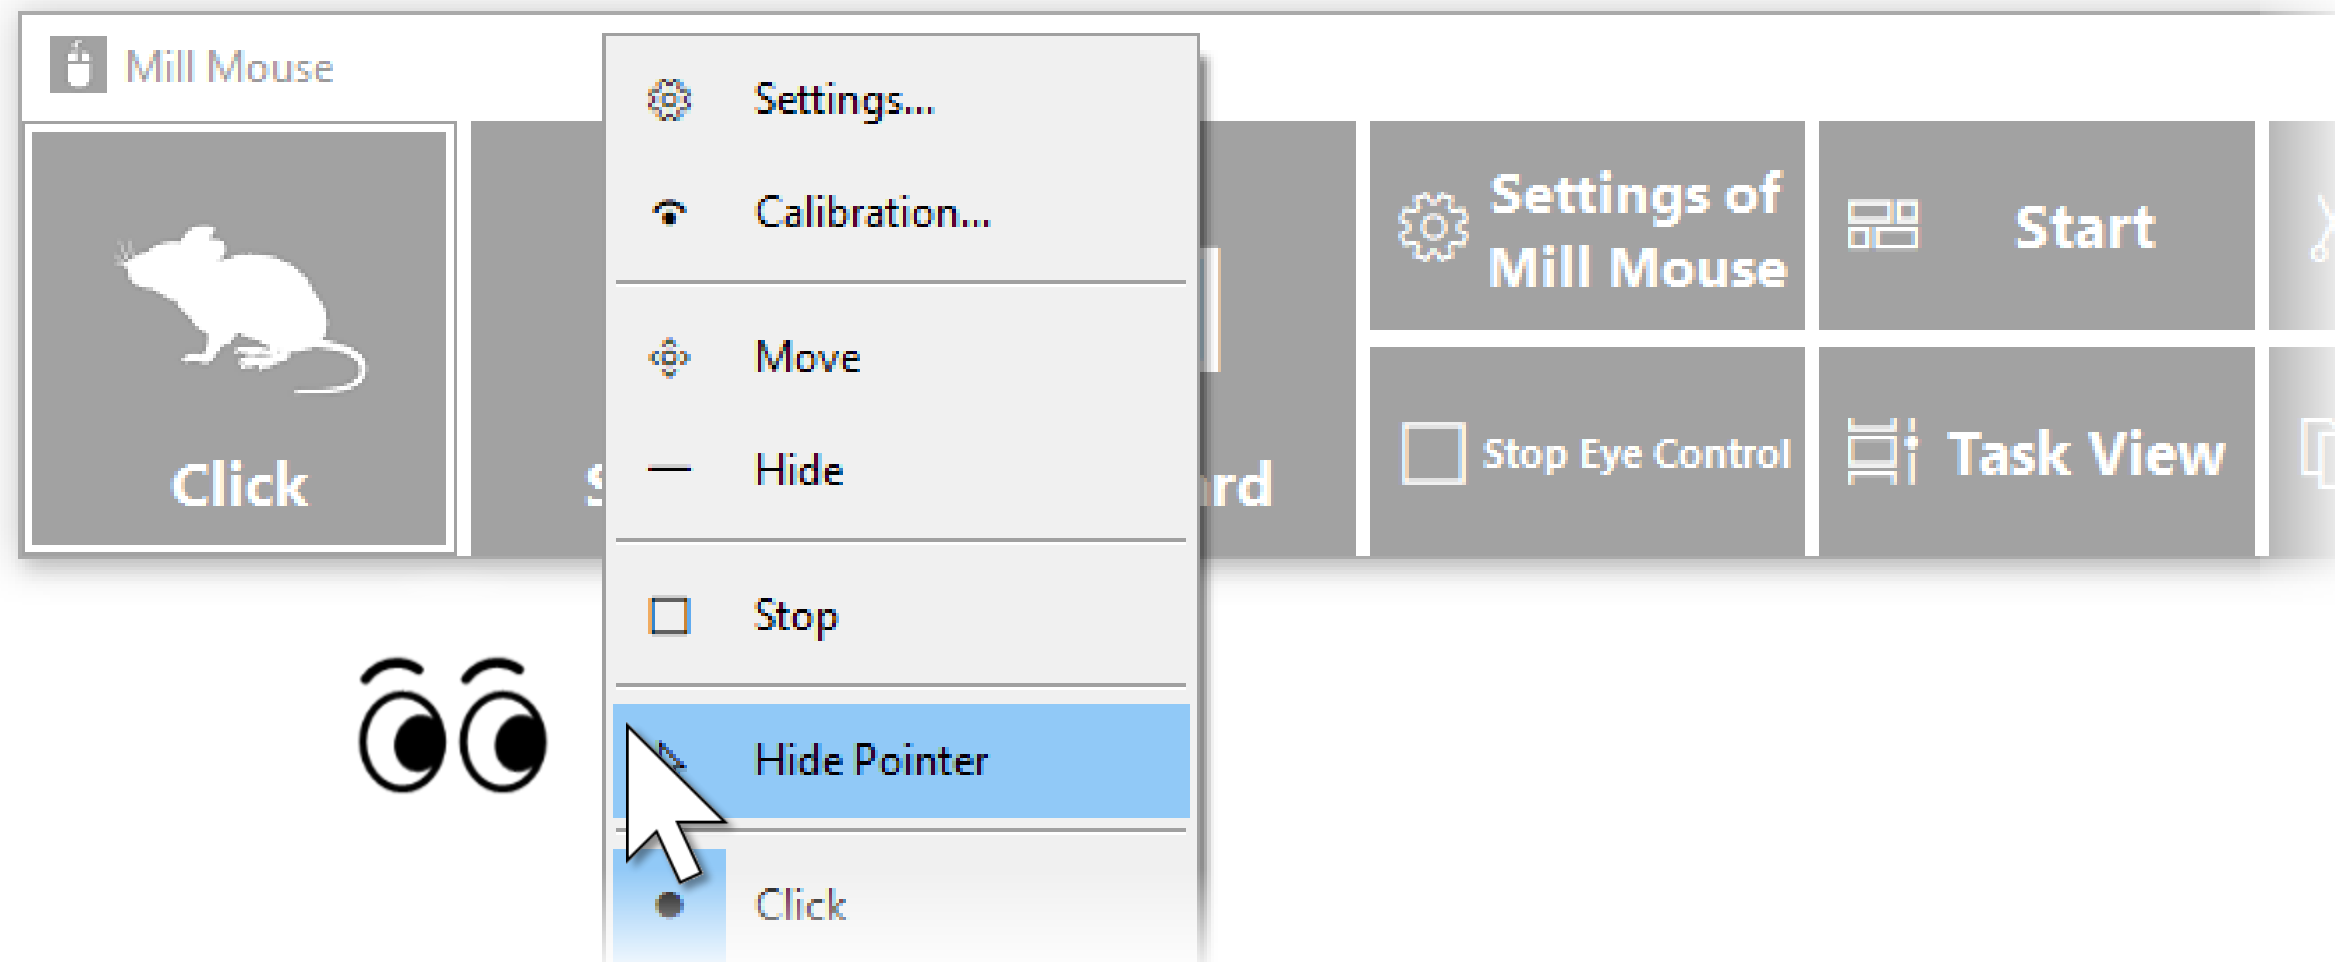 Mill Mouse
Settings...
Calibration...
Move
Hide
Stop
Hide Pointer
Click
Click
Settings of
Mill Mouse
Start
Stop Eye Control
Task View